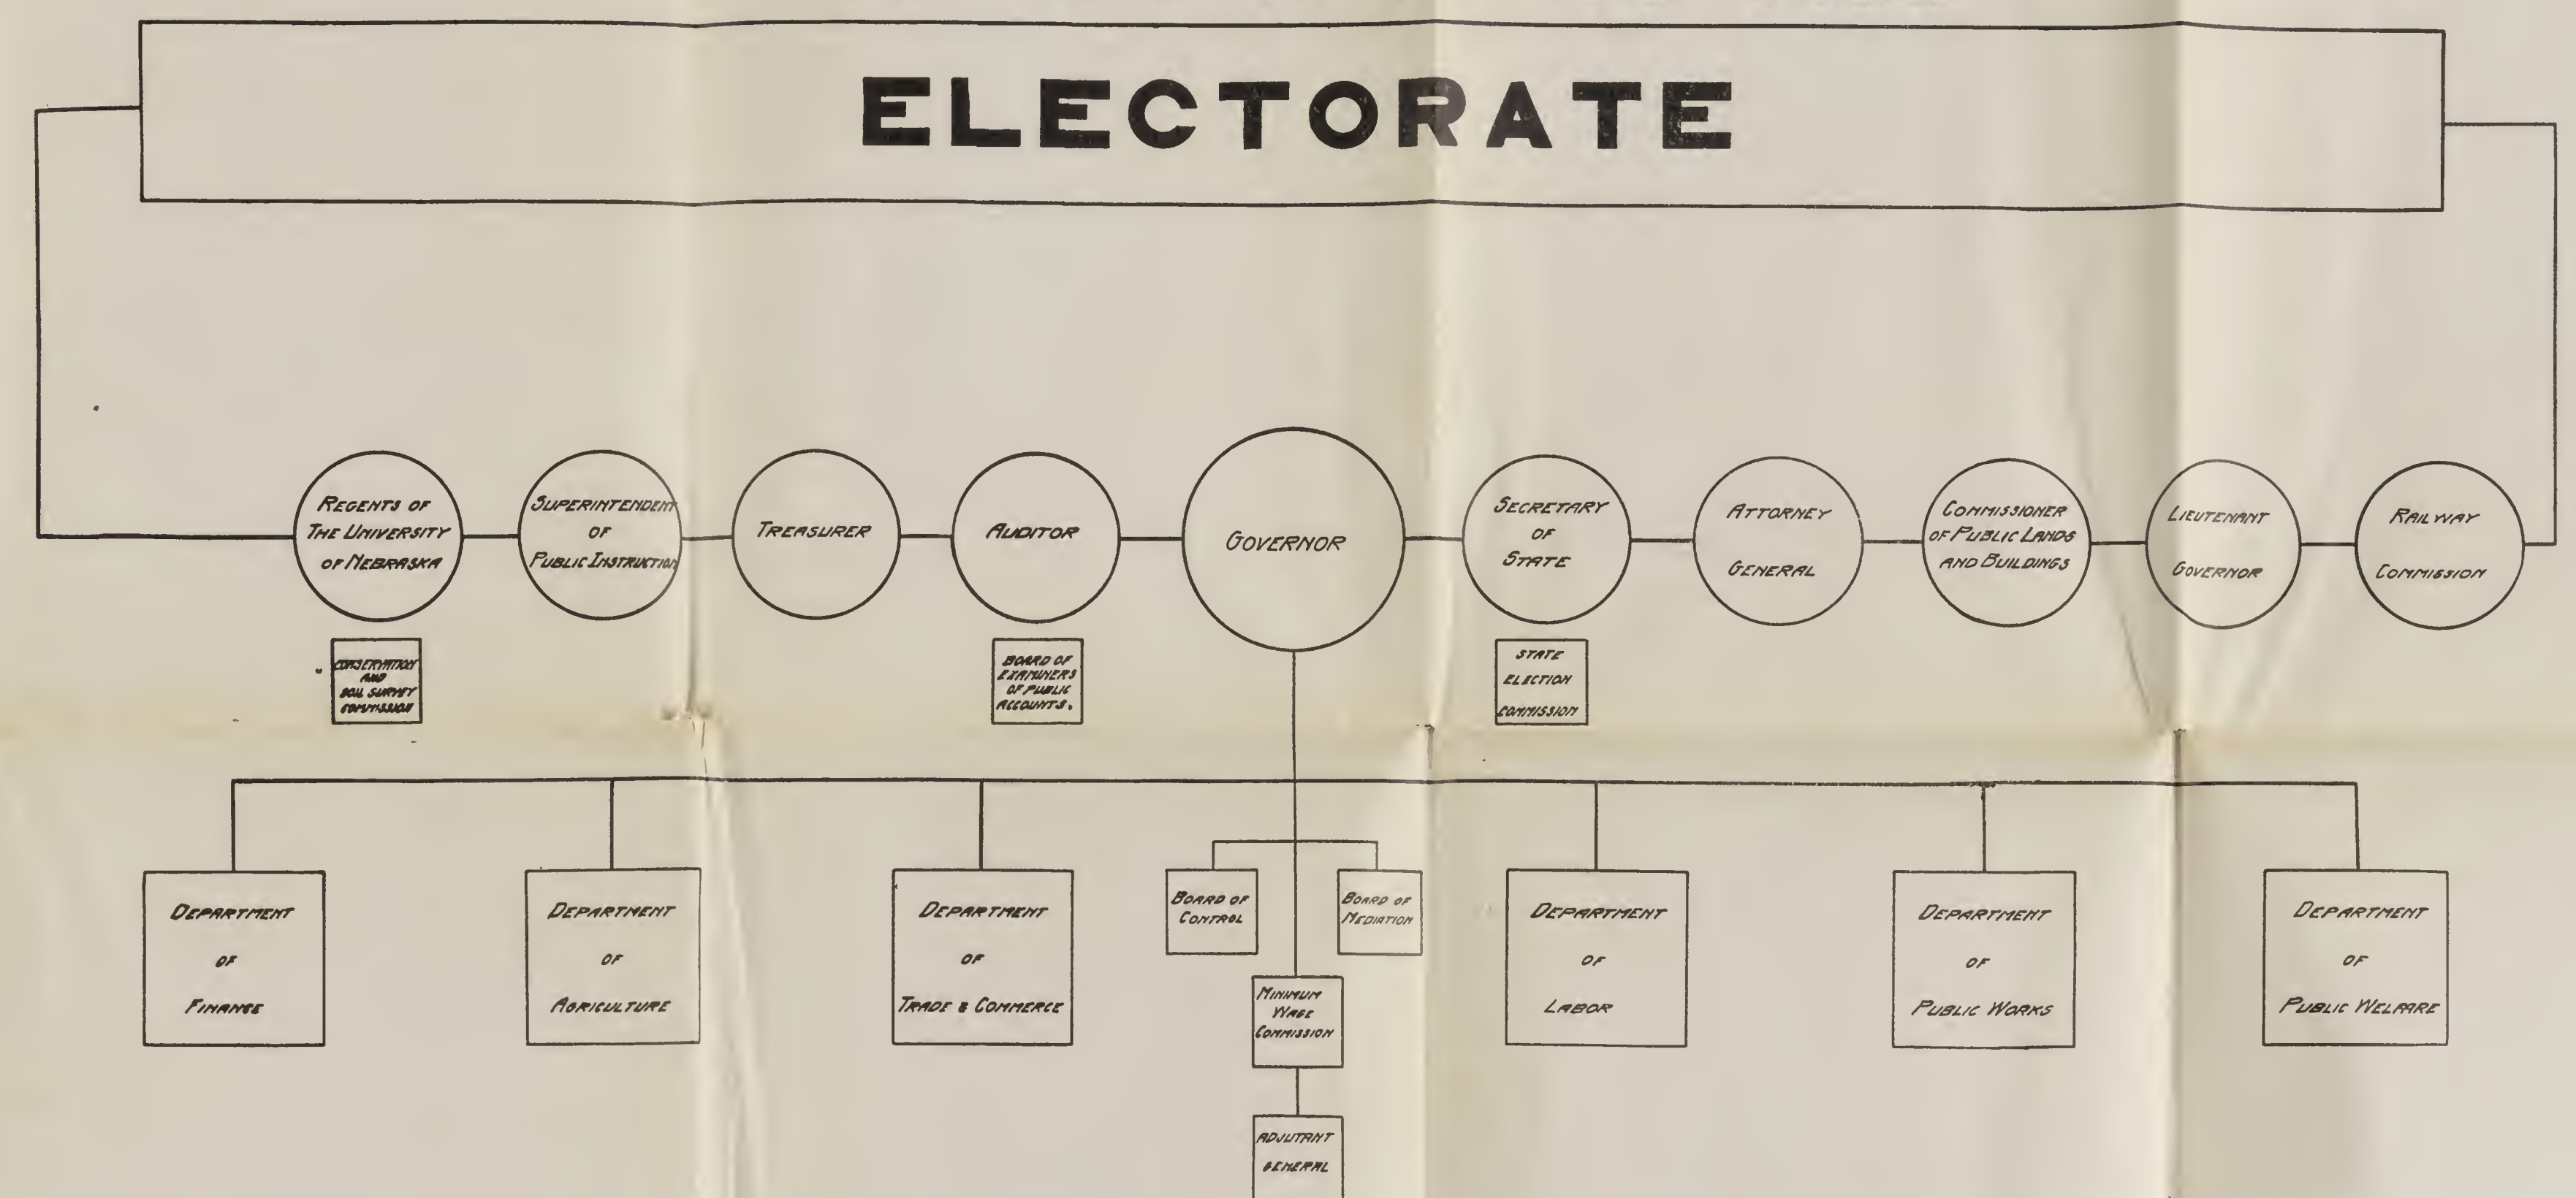 ELECTORATE
REGENTS OF
THE UNIVERSITY
OF NEBRASKA
SUPERINTENDENT
OF
PUBLIC INSTRUCTION
TREASURER
AUDITOR
GOVERNOR
SECRETARY
OF
STATE
ATTORNEY
GENERAL
COMMISSIONER
OF PUBLIC LANDS
AND BUILDINGS
LIEUTENANT
GOVERNOR
RAILWAY
COMMISSION
CONSERVATION
AND
SOIL SURVEY
COMMISSION
BOARD OF
EXAMINERS
OF PUBLIC
ACCOUNTS.
STATE
ELECTION
COMMISSION
DEPARTMENT
OF
FINANCE
DEPARTMENT
OF
AGRICULTURE
DEPARTMENT
OF
TRADE & COMMERCE
BOARD OF
CONTROL
BOARD OF
MEDIATION
MINIMUM
WAGE
COMMISSION
ADJUTANT
GENERAL
DEPARTMENT
OF
LABOR
DEPARTMENT
OF
PUBLIC WORKS
DEPARTMENT
OF
PUBLIC WELFARE